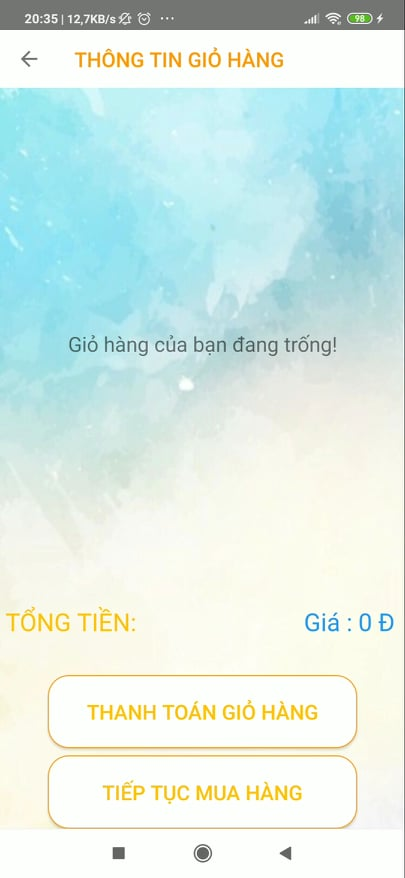 20:35 | 12,7KB/s ... 98
THÔNG TIN GIỎ HÀNG
Giỏ hàng của bạn đang trống!
TỔNG TIỀN: Giá : 0 Đ
THANH TOÁN GIỎ HÀNG
TIẾP TỤC MUA HÀNG